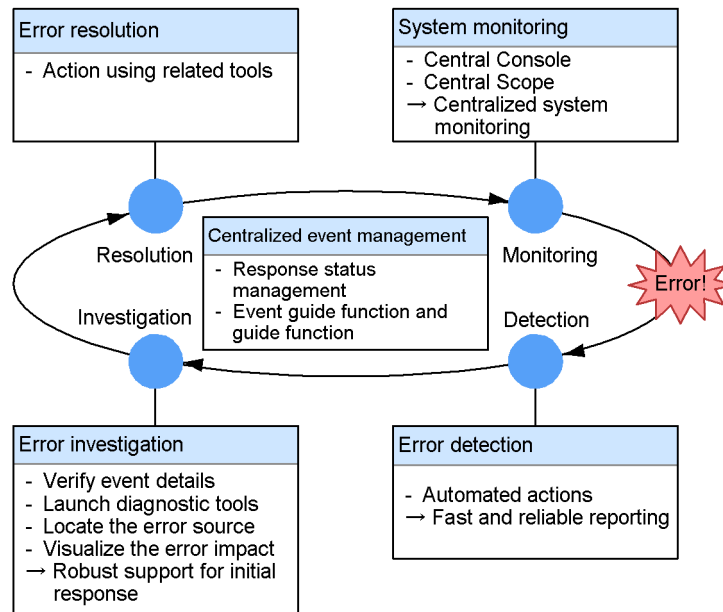 Error resolution
- Action using related tools
System monitoring
- Central Console
- Central Scope
→ Centralized system
monitoring
Resolution
Centralized event management
- Response status
management
- Event guide function and
guide function
Monitoring
Error!
Investigation
Detection
Error investigation
- Verify event details
- Launch diagnostic tools
- Locate the error source
- Visualize the error impact
→ Robust support for initial
response
Error detection
- Automated actions
→ Fast and reliable reporting